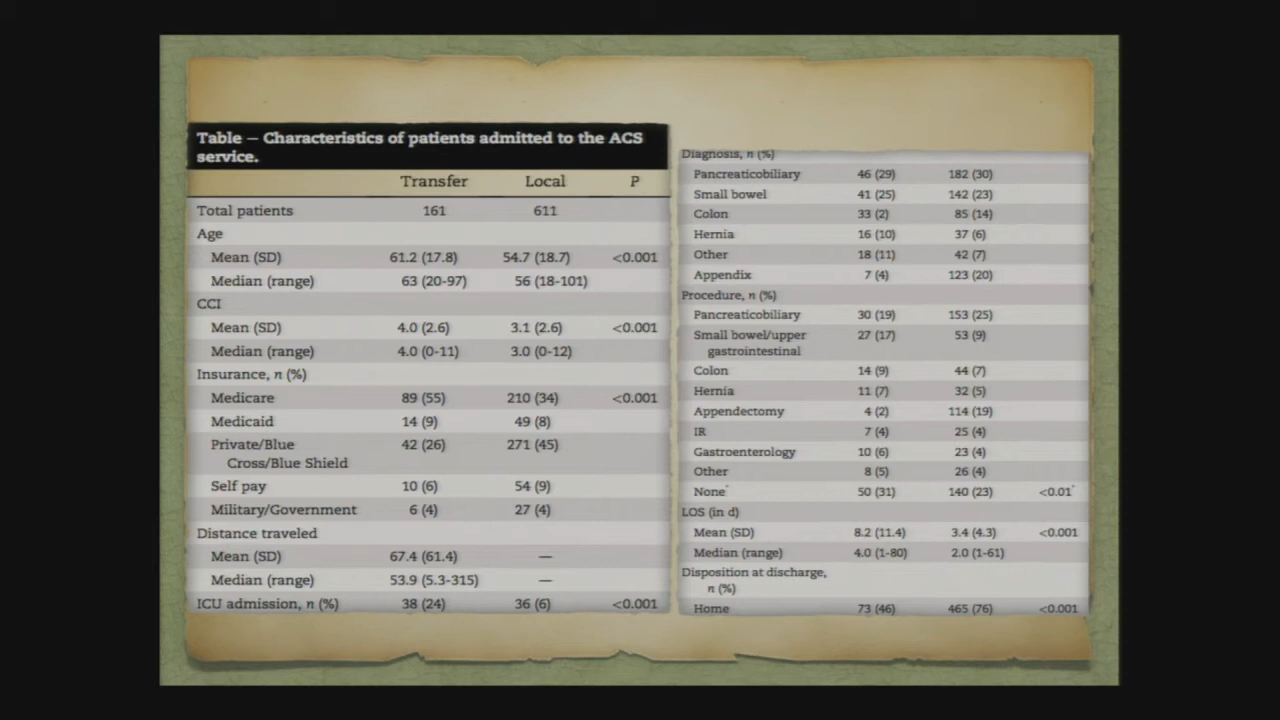 Table – Characteristics of patients admitted to the ACS
service.
Transfer Local P
Total patients 161 611
Age
Mean (SD) 61.2 (17.8) 54.7 (18.7) <0.001
Median (range) 63 (20-97) 56 (18-101)
CCI
Mean (SD) 4.0 (2.6) 3.1 (2.6) <0.001
Median (range) 4.0 (0-11) 3.0 (0-12)
Insurance, n (%)
Medicare 89 (55) 210 (34) <0.001
Medicaid 14 (9) 49 (8)
Private/Blue 42 (26) 271 (45)
Cross/Blue Shield
Self pay 10 (6) 54 (9)
Military/Government 6 (4) 27 (4)
Distance traveled
Mean (SD) 67.4 (61.4) —
Median (range) 53.9 (5.3-315) —
ICU admission, n (%) 38 (24) 36 (6) <0.001
Diagnosis, n (%)
Pancreaticobiliary 46 (29) 182 (30)
Small bowel 41 (25) 142 (23)
Colon 33 (2) 85 (14)
Hernia 16 (10) 37 (6)
Other 18 (11) 42 (7)
Appendix 7 (4) 123 (20)
Procedure, n (%)
Pancreaticobiliary 30 (19) 153 (25)
Small bowel/upper 27 (17) 53 (9)
gastrointestinal
Colon 14 (9) 44 (7)
Hernia 11 (7) 32 (5)
Appendectomy 4 (2) 114 (19)
IR 7 (4) 25 (4)
Gastroenterology 10 (6) 23 (4)
Other 8 (5) 26 (4)
None* 50 (31) 140 (23) <0.01*
LOS (in d)
Mean (SD) 8.2 (11.4) 3.4 (4.3) <0.001
Median (range) 4.0 (1-80) 2.0 (1-61)
Disposition at discharge,
n (%)
Home 73 (46) 465 (76) <0.001